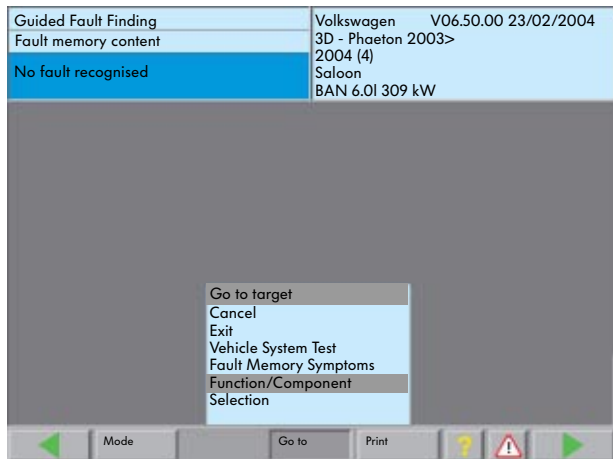 Guided Fault Finding
Fault memory content
No fault recognised
Volkswagen V06.50.00 23/02/2004
3D - Phaeton 2003>
2004 (4)
Saloon
BAN 6.0l 309 kW
Go to target
Cancel
Exit
Vehicle System Test
Fault Memory Symptoms
Function/Component
Selection
Mode
Go to
Print
?
!